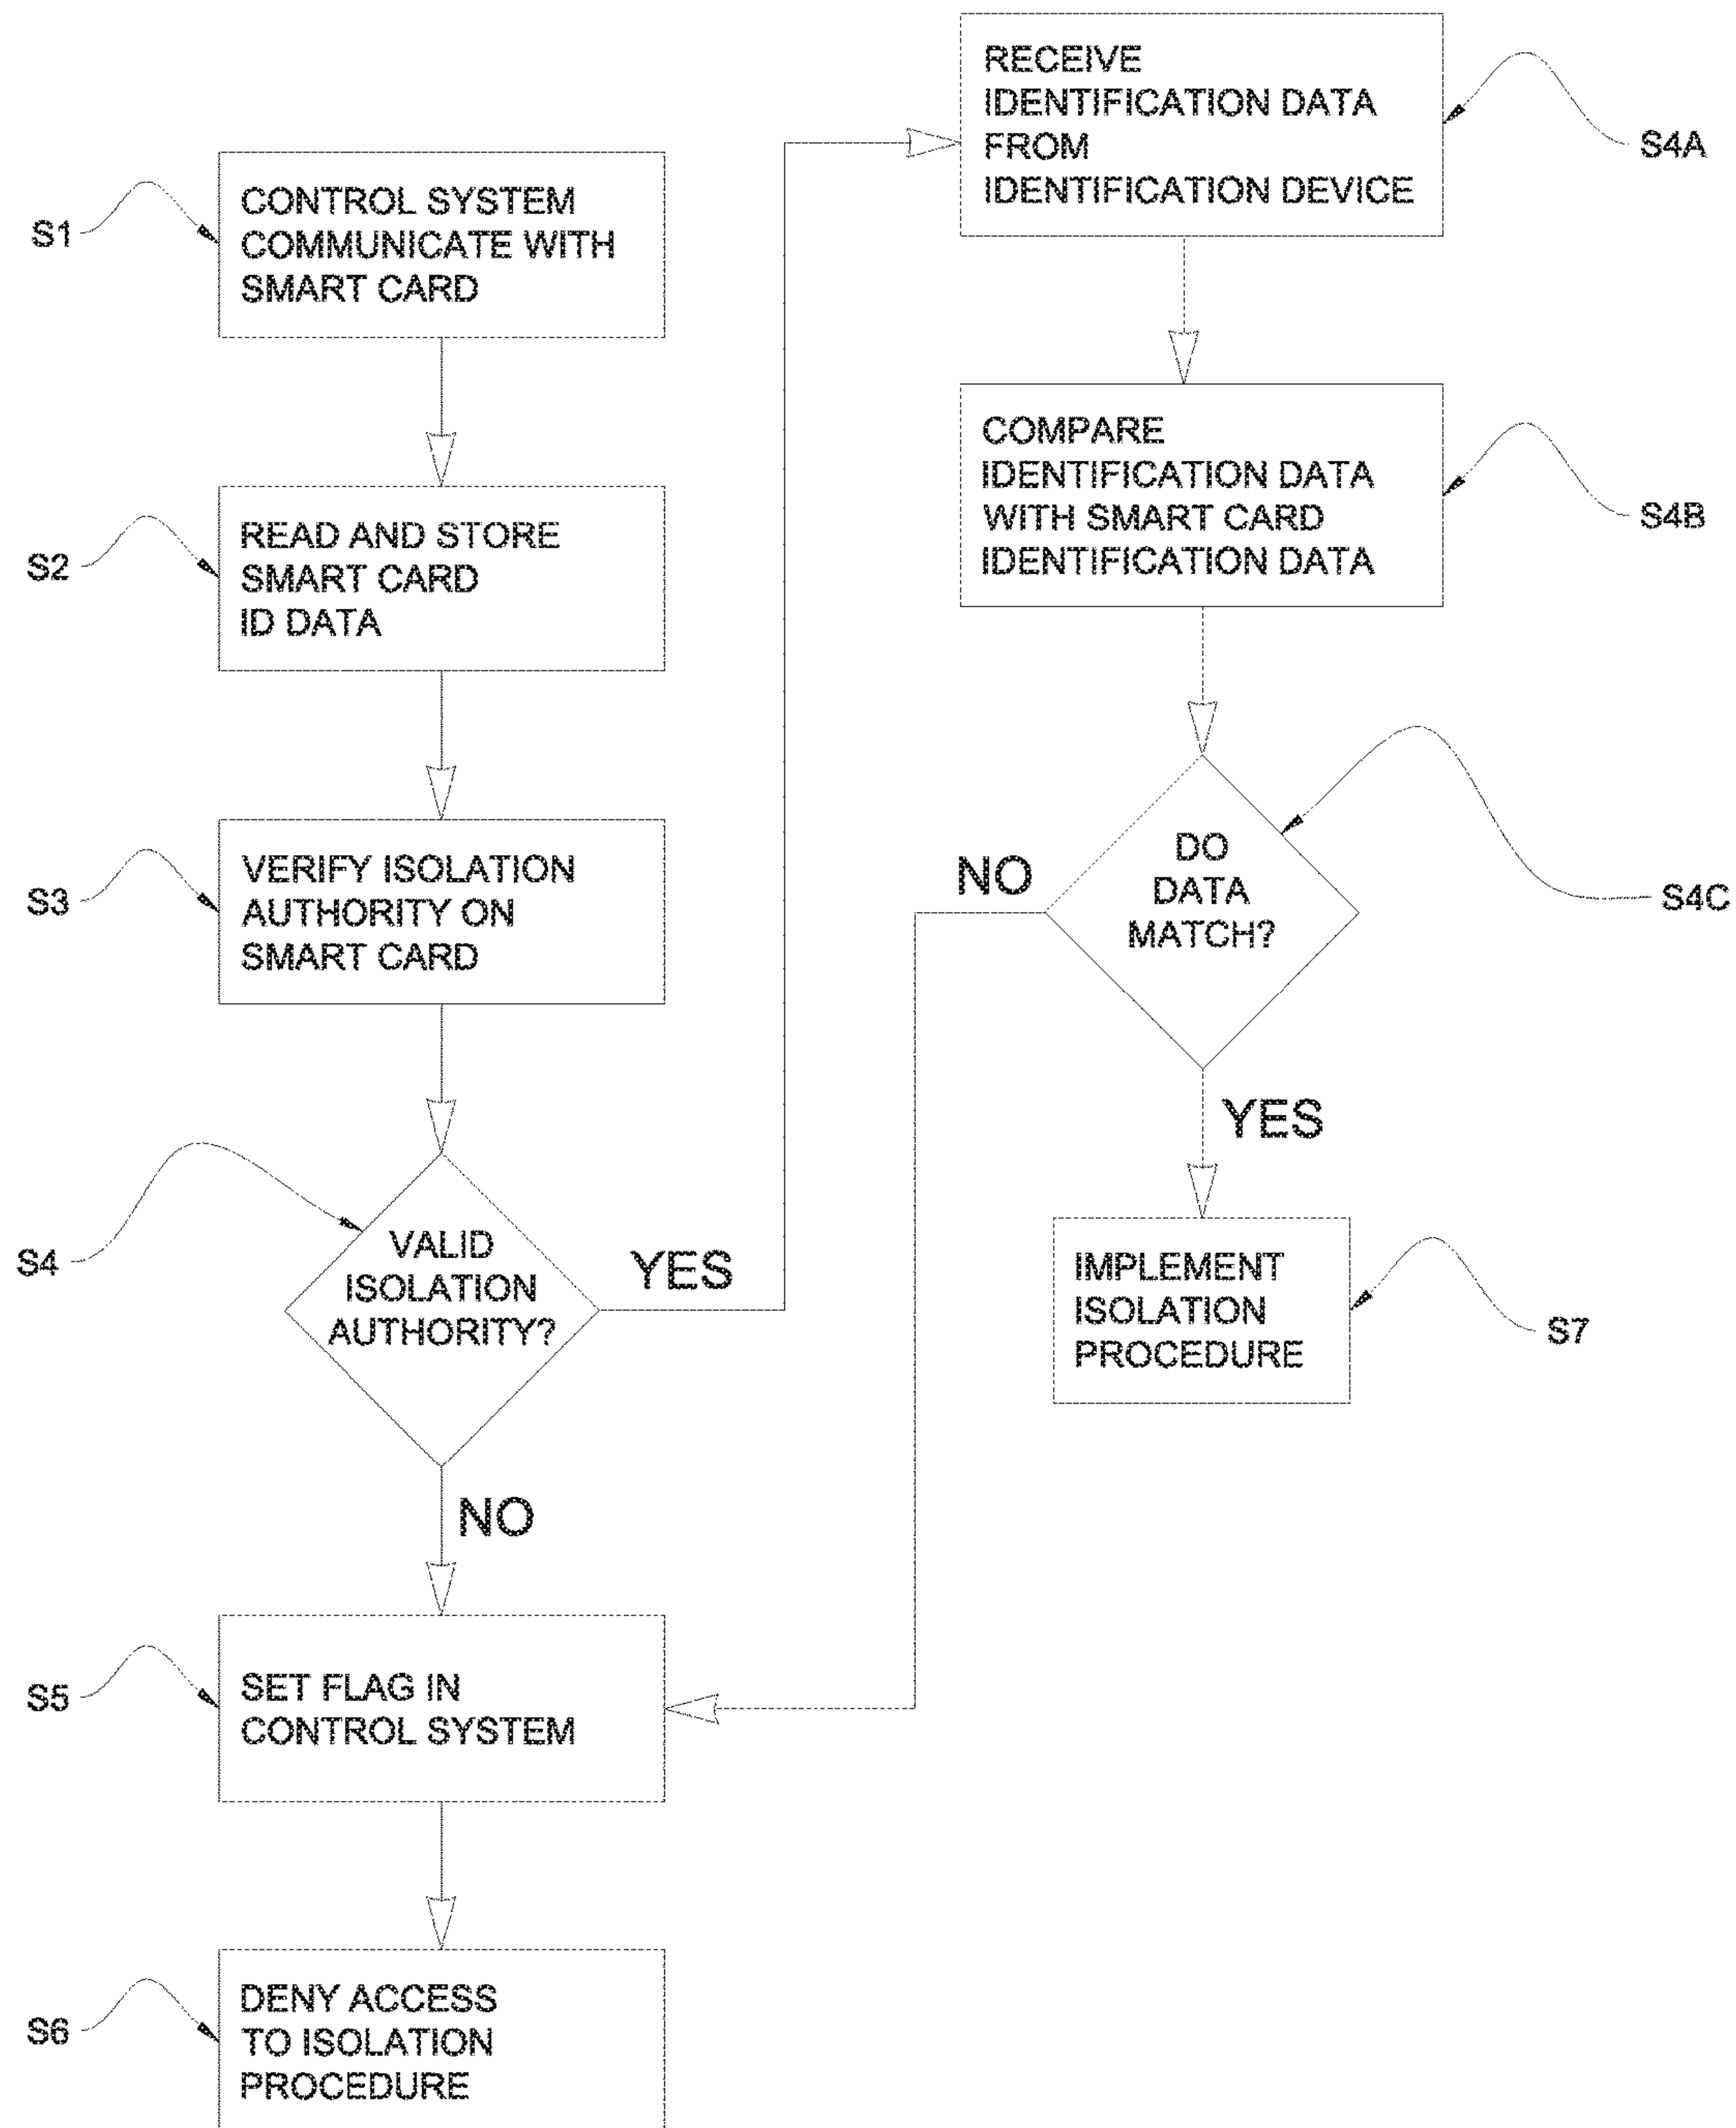 S1
CONTROL SYSTEM
COMMUNICATE WITH
SMART CARD
S2
READ AND STORE
SMART CARD
ID DATA
S3
VERIFY ISOLATION
AUTHORITY ON
SMART CARD
S4
VALID
ISOLATION
AUTHORITY?
YES
NO
S5
SET FLAG IN
CONTROL SYSTEM
S6
DENY ACCESS
TO ISOLATION
PROCEDURE
RECEIVE
IDENTIFICATION DATA
FROM
IDENTIFICATION DEVICE
S4A
COMPARE
IDENTIFICATION DATA
WITH SMART CARD
IDENTIFICATION DATA
S4B
DO
DATA
MATCH?
S4C
NO
YES
IMPLEMENT
ISOLATION
PROCEDURE
S7